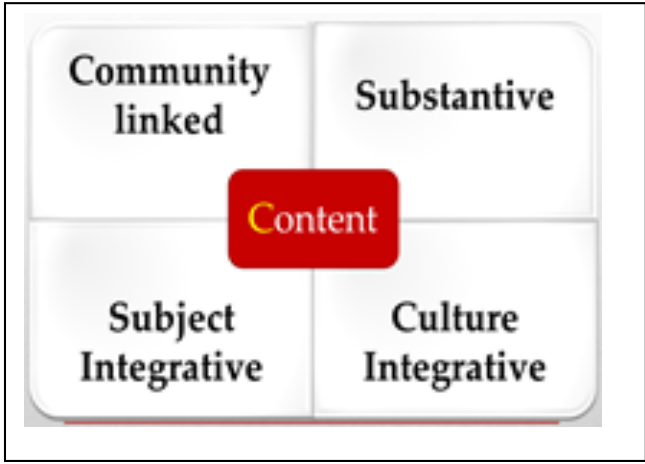 Community
linked
Substantive
Content
Subject
Integrative
Culture
Integrative